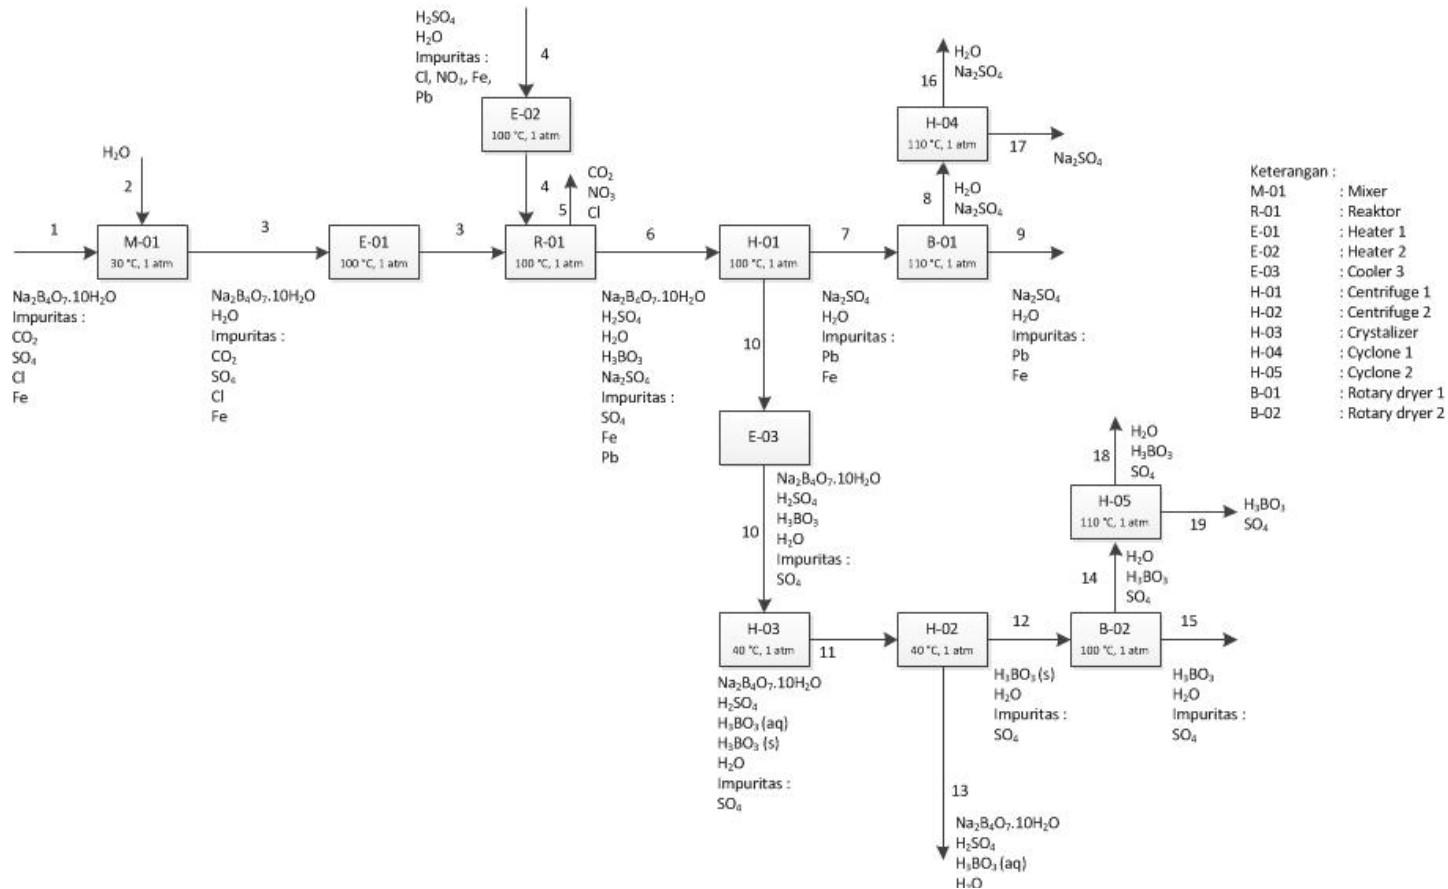 H₂SO₄
H₂O
Impuritas :
Cl, NO₃, Fe,
Pb
4
E-02
100 °C, 1 atm
4
H₂O
2
1
M-01
30 °C, 1 atm
3
E-01
100 °C, 1 atm
3
R-01
100 °C, 1 atm
5
CO₂
NO₃
Cl
6
H-01
100 °C, 1 atm
7
B-01
110 °C, 1 atm
9
8
H₂O
Na₂SO₄
H-04
110 °C, 1 atm
16
H₂O
Na₂SO₄
17
Na₂SO₄
Na₂B₄O₇.10H₂O
Impuritas :
CO₂
SO₄
Cl
Fe
Na₂B₄O₇.10H₂O
H₂O
Impuritas :
CO₂
SO₄
Cl
Fe
Na₂B₄O₇.10H₂O
H₂SO₄
H₂O
H₃BO₃
Na₂SO₄
Impuritas :
SO₄
Fe
Pb
Na₂SO₄
H₂O
Impuritas :
Pb
Fe
Na₂SO₄
H₂O
Impuritas :
Pb
Fe
10
E-03
10
Na₂B₄O₇.10H₂O
H₂SO₄
H₃BO₃
H₂O
Impuritas :
SO₄
H-03
40 °C, 1 atm
11
H-02
40 °C, 1 atm
12
B-02
100 °C, 1 atm
15
14
H₂O
H₃BO₃
SO₄
H-05
110 °C, 1 atm
18
H₂O
H₃BO₃
SO₄
19
H₃BO₃
SO₄
Na₂B₄O₇.10H₂O
H₂SO₄
H₃BO₃ (aq)
H₃BO₃ (s)
H₂O
Impuritas :
SO₄
H₃BO₃ (s)
H₂O
Impuritas :
SO₄
H₃BO₃
H₂O
Impuritas :
SO₄
13
Na₂B₄O₇.10H₂O
H₂SO₄
H₃BO₃ (aq)
H₂O
Keterangan :
M-01 : Mixer
R-01 : Reaktor
E-01 : Heater 1
E-02 : Heater 2
E-03 : Cooler 3
H-01 : Centrifuge 1
H-02 : Centrifuge 2
H-03 : Crystalizer
H-04 : Cyclone 1
H-05 : Cyclone 2
B-01 : Rotary dryer 1
B-02 : Rotary dryer 2